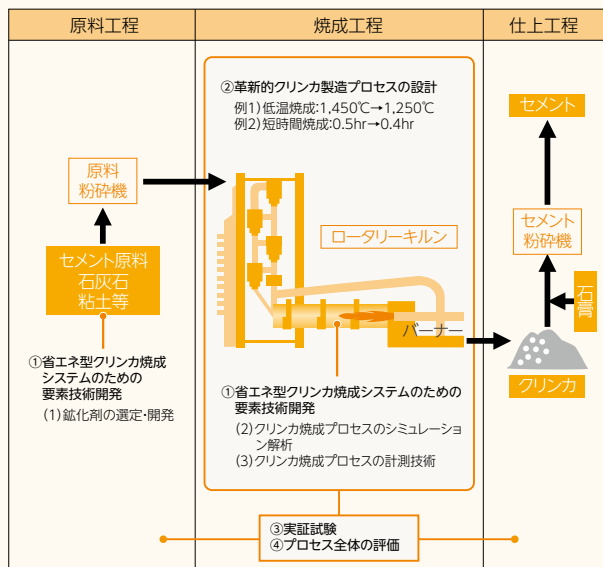 原料工程
焼成工程
仕上工程
②革新的クリンカ製造プロセスの設計
例1)低温焼成:1,450℃→1,250℃
例2)短時間焼成:0.5hr→0.4hr
原料
粉砕機
セメント原料
石灰石
粘土等
①省エネ型クリンカ焼成
システムのための
要素技術開発
(1)鉱化剤の選定・開発
ロータリーキルン
バーナー
①省エネ型クリンカ焼成システムのための
要素技術開発
(2)クリンカ焼成プロセスのシミュレーショ
ン解析
(3)クリンカ焼成プロセスの計測技術
セメント
セメント
粉砕機
石膏
クリンカ
③実証試験
④プロセス全体の評価